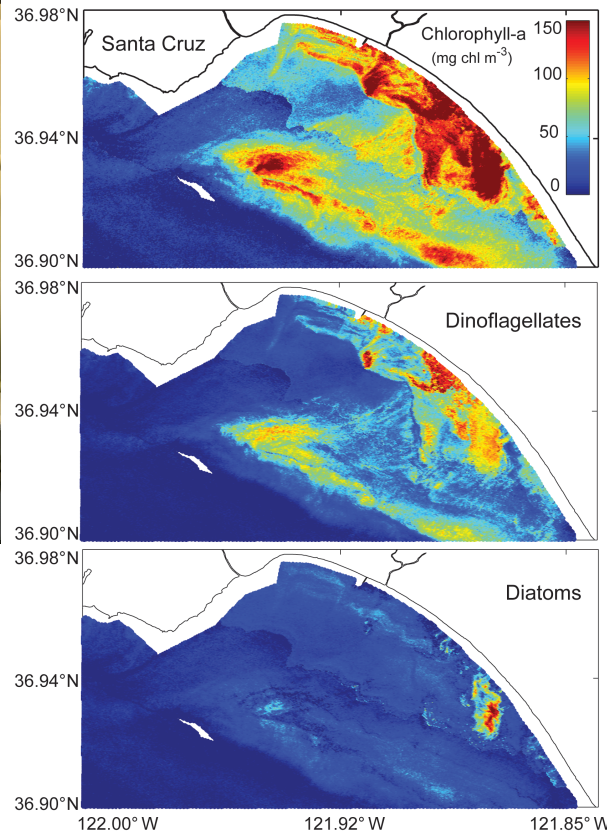 36.98°N
Santa Cruz
Chlorophyll-a
(mg chl m-3)
150
100
50
0
36.94°N
36.90°N
36.98°N
Dinoflagellates
36.94°N
36.90°N
36.98°N
Diatoms
36.94°N
36.90°N
122.00° W
121.92° W
121.85° W